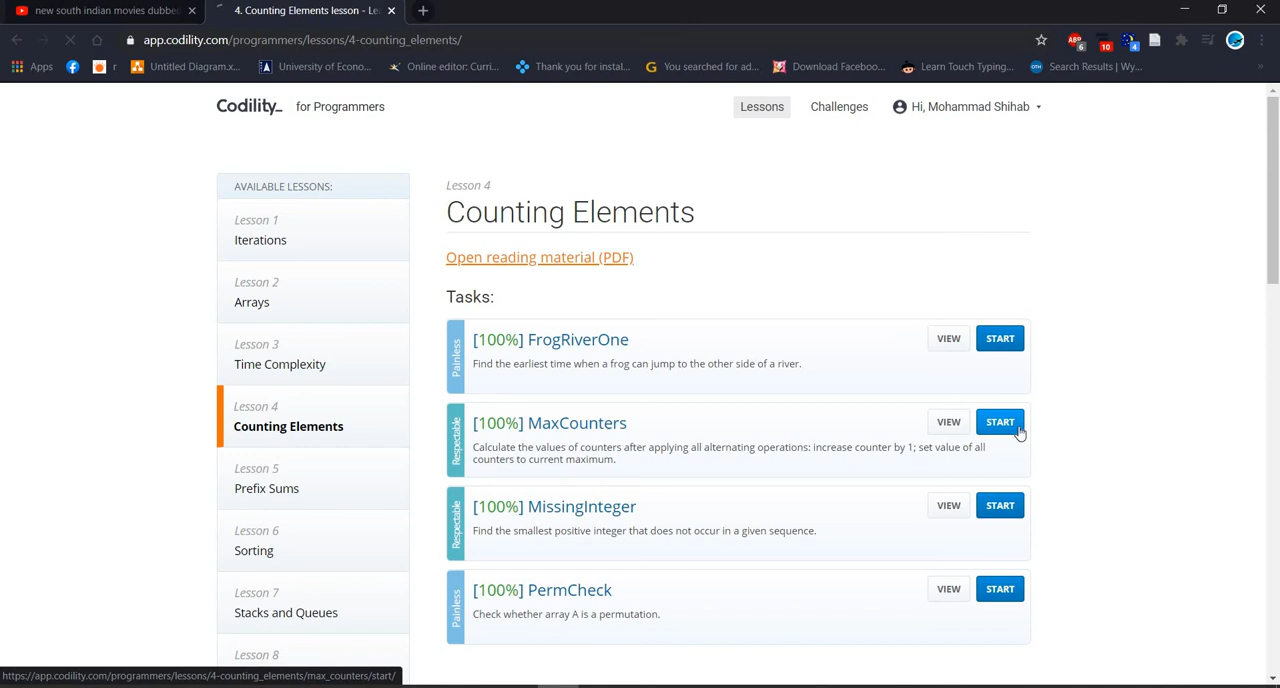 new south indian movies dubbed
4. Counting Elements lesson - Le
app.codility.com/programmers/lessons/4-counting_elements/
ABP
6
10
4
Apps
r
Untitled Diagram.x...
University of Econo...
Online editor: Curri...
Thank you for instal...
You searched for ad...
Download Faceboo...
Learn Touch Typing...
OTH
Search Results | Wy...
Codility_
for Programmers
Lessons
Challenges
Hi, Mohammad Shihab
AVAILABLE LESSONS:
Lesson 1
Iterations
Lesson 2
Arrays
Lesson 3
Time Complexity
Lesson 4
Counting Elements
Lesson 5
Prefix Sums
Lesson 6
Sorting
Lesson 7
Stacks and Queues
Lesson 8
Lesson 4
Counting Elements
Open reading material (PDF)
Tasks:
Painless
[100%] FrogRiverOne
VIEW
START
Find the earliest time when a frog can jump to the other side of a river.
Respectable
[100%] MaxCounters
VIEW
START
Calculate the values of counters after applying all alternating operations: increase counter by 1; set value of all
counters to current maximum.
Respectable
[100%] MissingInteger
VIEW
START
Find the smallest positive integer that does not occur in a given sequence.
Painless
[100%] PermCheck
VIEW
START
Check whether array A is a permutation.
https://app.codility.com/programmers/lessons/4-counting_elements/max_counters/start/